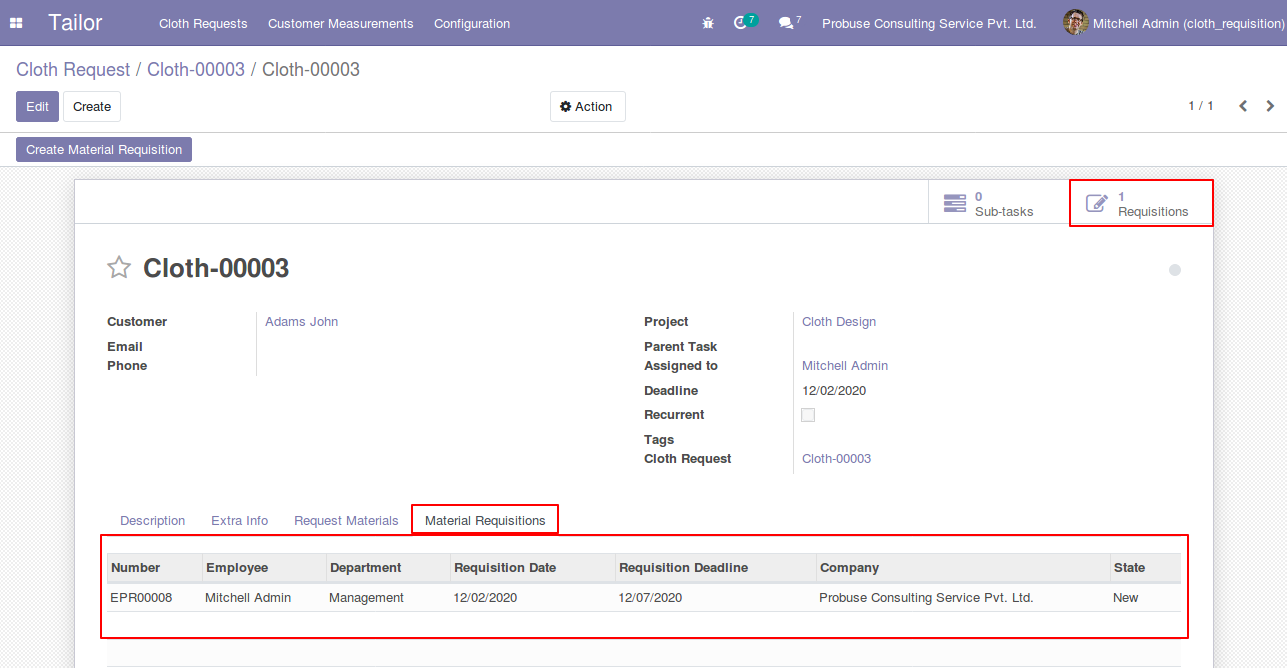 Tailor Cloth Requests Customer Measurements Configuration 7 7 Probuse Consulting Service Pvt. Ltd. Mitchell Admin (cloth_requisition)
Cloth Request / Cloth-00003 / Cloth-00003
Edit Create Action 1 / 1
Create Material Requisition
0 Sub-tasks
1 Requisitions
Cloth-00003
Customer Adams John
Email
Phone
Project Cloth Design
Parent Task
Assigned to Mitchell Admin
Deadline 12/02/2020
Recurrent
Tags
Cloth Request Cloth-00003
Description Extra Info Request Materials Material Requisitions
Number Employee Department Requisition Date Requisition Deadline Company State
EPR00008 Mitchell Admin Management 12/02/2020 12/07/2020 Probuse Consulting Service Pvt. Ltd. New